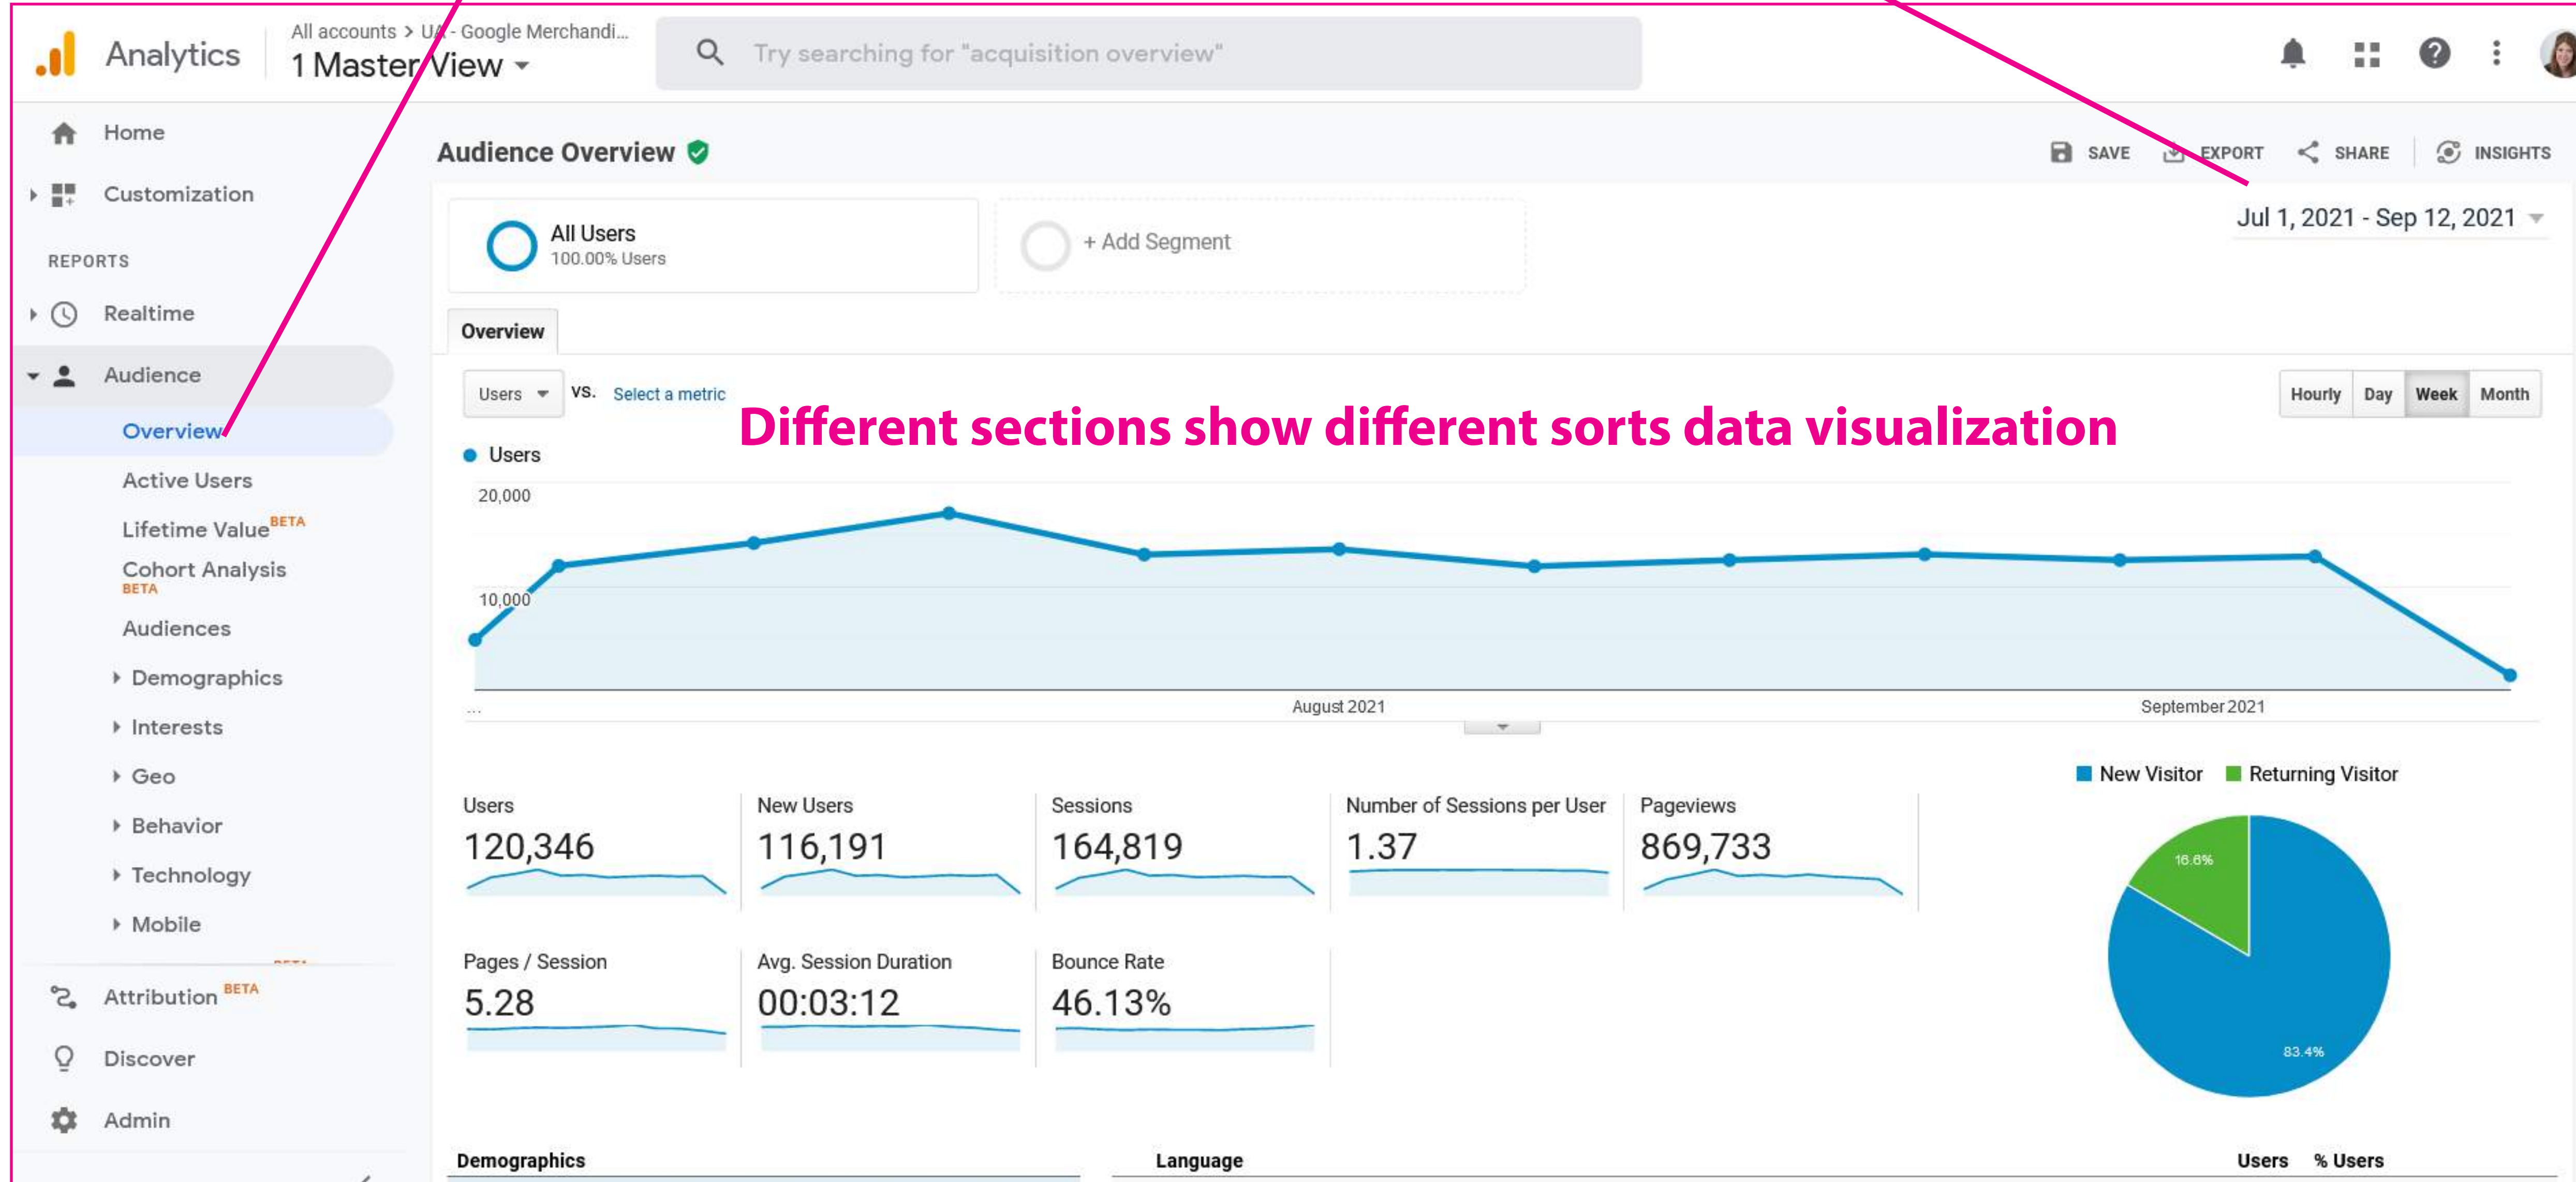 Analytics
All accounts > UA - Google Merchandi...
1 Master View
Try searching for "acquisition overview"
Home
Customization
REPORTS
Realtime
Audience
Overview
Active Users
Lifetime Value BETA
Cohort Analysis
BETA
Audiences
Demographics
Interests
Geo
Behavior
Technology
Mobile
BETA
Attribution BETA
Discover
Admin
Audience Overview
SAVE
EXPORT
SHARE
INSIGHTS
All Users
100.00% Users
+ Add Segment
Jul 1, 2021 - Sep 12, 2021
Overview
Users
VS.
Select a metric
Hourly
Day
Week
Month
Different sections show different sorts data visualization
Users
20,000
10,000
...
August 2021
September 2021
New Visitor
Returning Visitor
Users
120,346
New Users
116,191
Sessions
164,819
Number of Sessions per User
1.37
Pageviews
869,733
Pages / Session
5.28
Avg. Session Duration
00:03:12
Bounce Rate
46.13%
16.6%
83.4%
Demographics
Language
Users
% Users